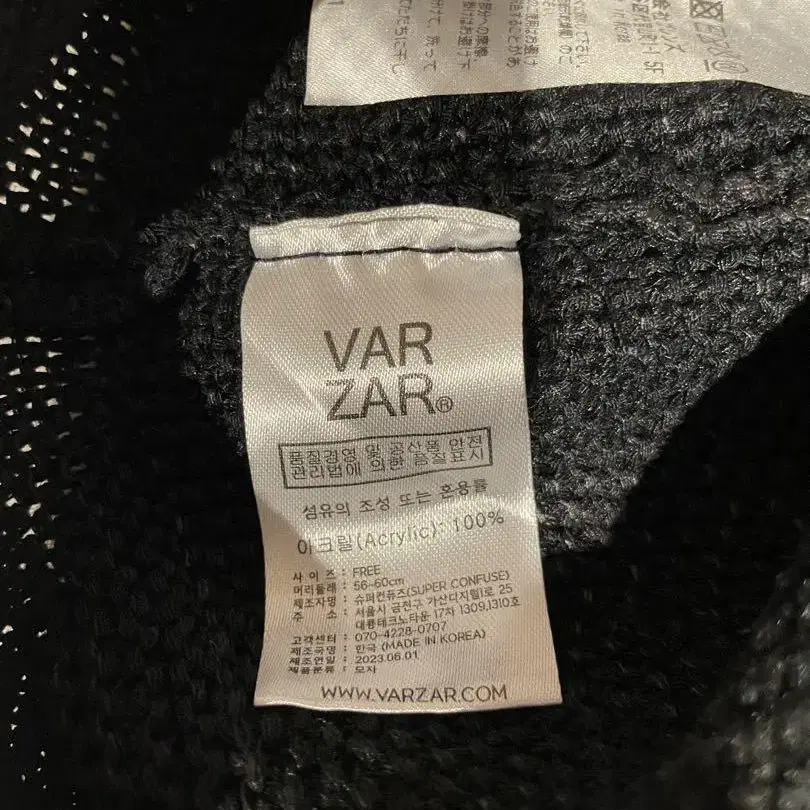 VAR
ZAR®
품질경영 및 공산품 안전
관리법에 의한 품질표시
섬유의 조성 또는 혼용률
아크릴(Acrylic): 100%
사 이 즈 : FREE
머리둘레 : 56~60cm
제조자명 : 슈퍼컨퓨즈(SUPER CONFUSE)
주 소 : 서울시 금천구 가산디지털1로 25
대륭테크노타운 17차 1309,1310호
고객센터 : 070-4228-0707
제조국명 : 한국 (MADE IN KOREA)
제조연월 : 2023.06.01
제품분류 : 모자
WWW.VARZAR.COM